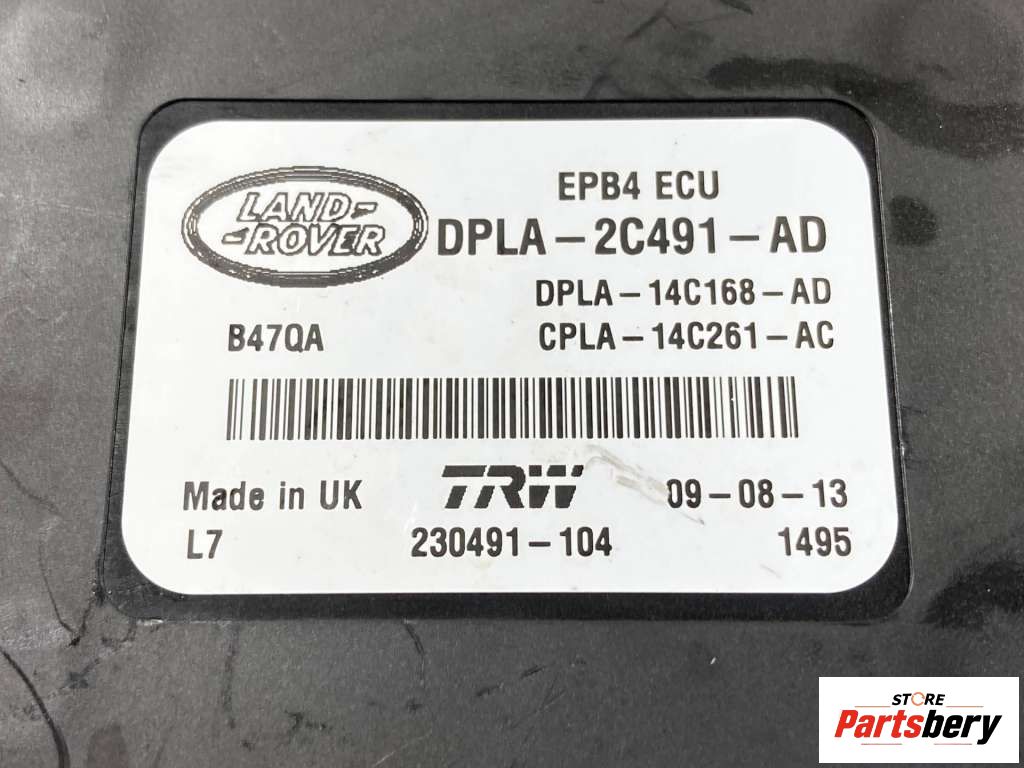 LAND-
-ROVER
EPB4 ECU
DPLA-2C491-AD
DPLA-14C168-AD
B47QA CPLA-14C261-AC
Made in UK TRW 09-08-13
L7 230491-104 1495
STORE
Partsbery